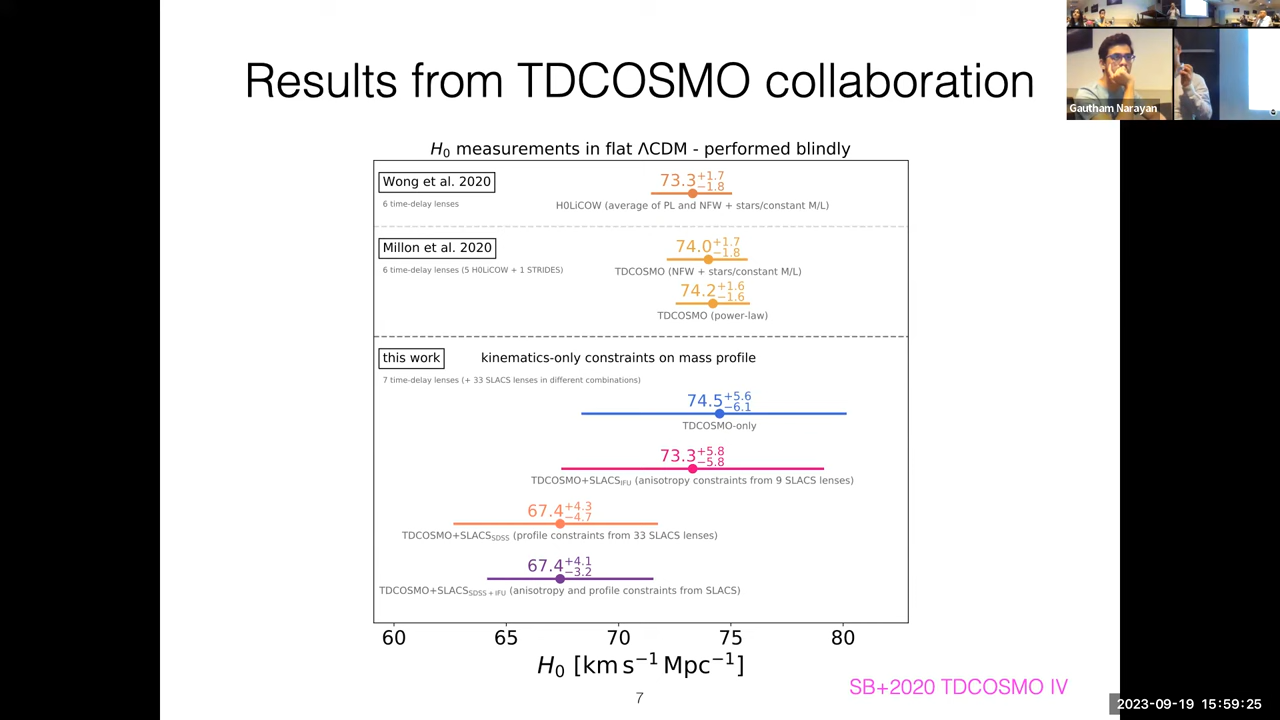 Results from TDCOSMO collaboration
Gautham Narayan
H₀ measurements in flat ΛCDM - performed blindly
Wong et al. 2020
73.3+1.7−1.8
6 time-delay lenses
H0LiCOW (average of PL and NFW + stars/constant M/L)
Millon et al. 2020
74.0+1.7−1.8
6 time-delay lenses (5 H0LiCOW + 1 STRIDES)
TDCOSMO (NFW + stars/constant M/L)
74.2+1.6−1.6
TDCOSMO (power-law)
this work
kinematics-only constraints on mass profile
7 time-delay lenses (+ 33 SLACS lenses in different combinations)
74.5+5.6−6.1
TDCOSMO-only
73.3+5.8−5.8
TDCOSMO+SLACS_IFU (anisotropy constraints from 9 SLACS lenses)
67.4+4.3−4.7
TDCOSMO+SLACS_SDSS (profile constraints from 33 SLACS lenses)
67.4+4.1−3.2
TDCOSMO+SLACS_SDSS+IFU (anisotropy and profile constraints from SLACS)
60 65 70 75 80
H₀ [km s⁻¹ Mpc⁻¹]
SB+2020 TDCOSMO IV
7
2023-09-19 15:59:25